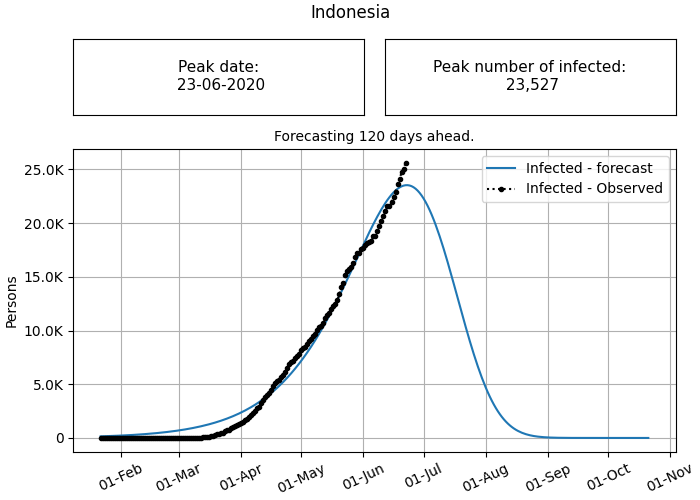 Indonesia
Peak date:
23-06-2020
Peak number of infected:
23,527
Forecasting 120 days ahead.
Infected - forecast
Infected - Observed
Persons
25.0K
20.0K
15.0K
10.0K
5.0K
0
01-Feb
01-Mar
01-Apr
01-May
01-Jun
01-Jul
01-Aug
01-Sep
01-Oct
01-Nov